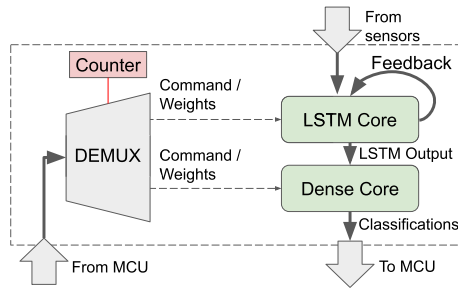 From
sensors
Counter
Feedback
Command /
Weights
LSTM Core
DEMUX
LSTM Output
Command /
Weights
Dense Core
Classifications
From MCU
To MCU